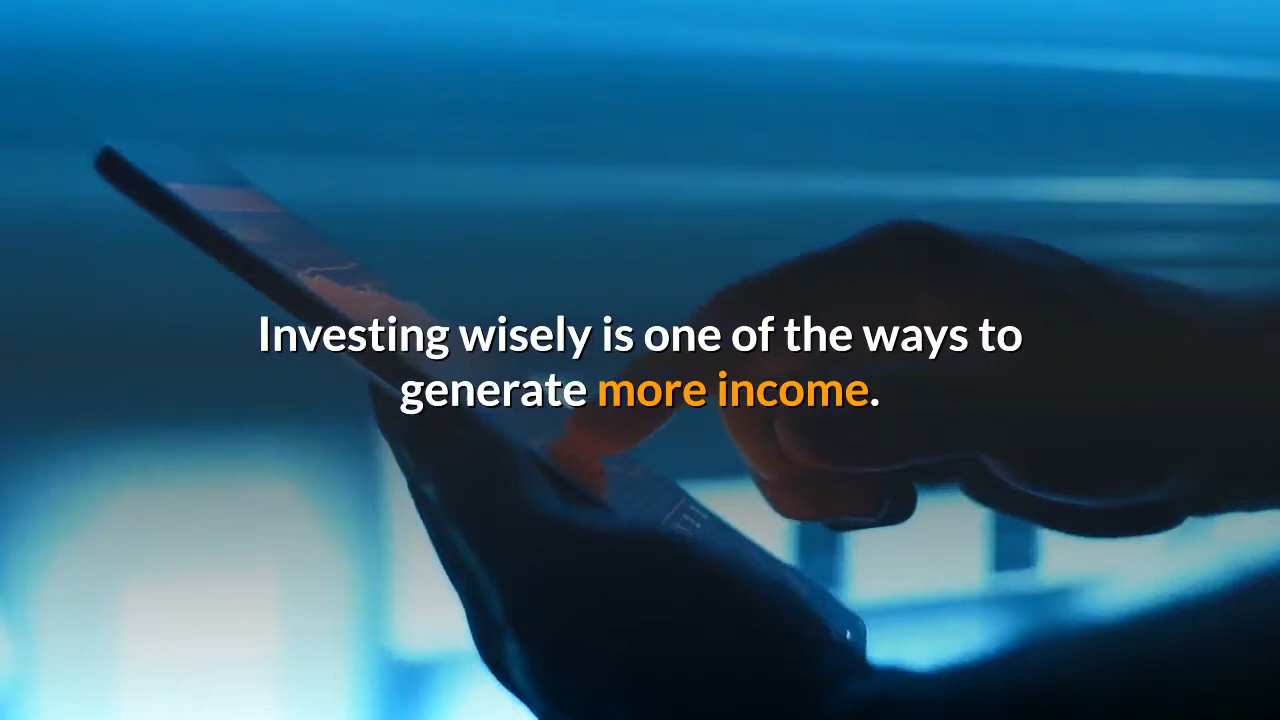 Investing wisely is one of the ways to
generate more income.